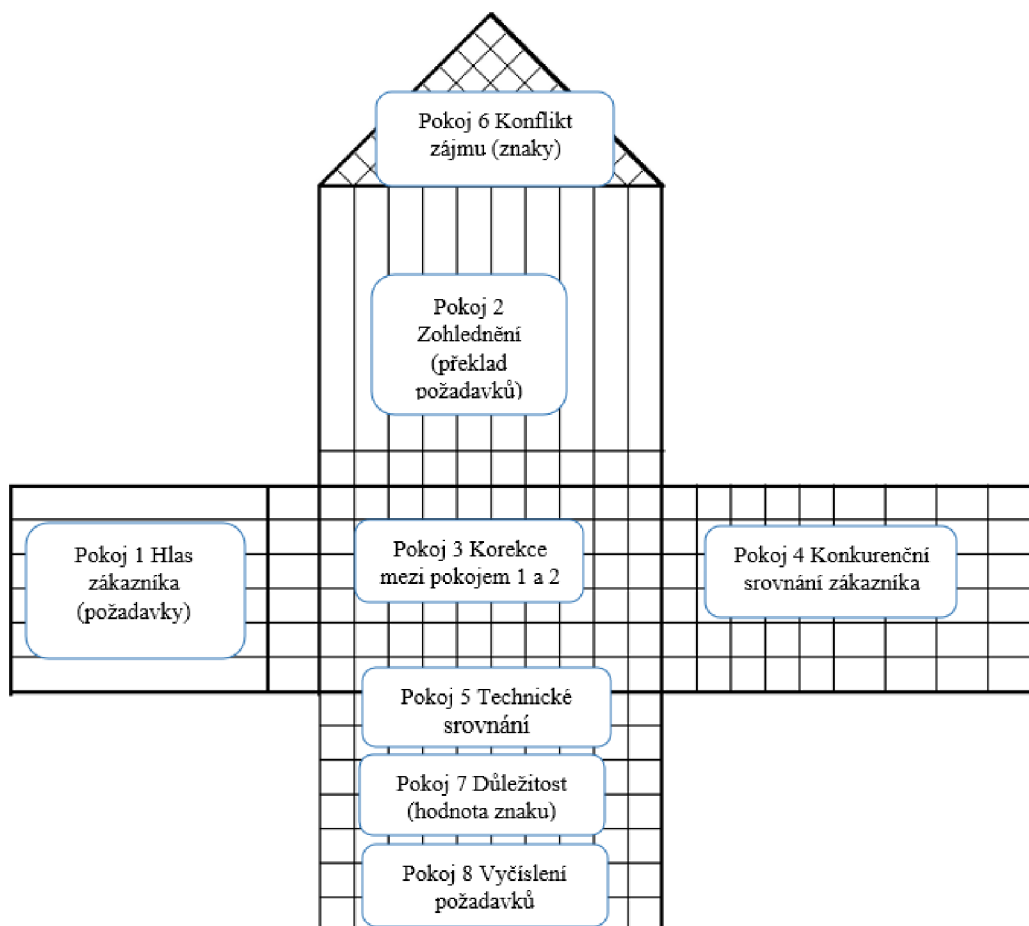 Pokoj 6 Konflikt
zájmu (znaky)
Pokoj 2
Zohlednění
(překlad
požadavků)
Pokoj 1 Hlas
zákazníka
(požadavky)
Pokoj 3 Korekce
mezi pokojem 1 a 2
Pokoj 4 Konkurenční
srovnání zákazníka
Pokoj 5 Technické
srovnání
Pokoj 7 Důležitost
(hodnota znaku)
Pokoj 8 Vyčíslení
požadavků